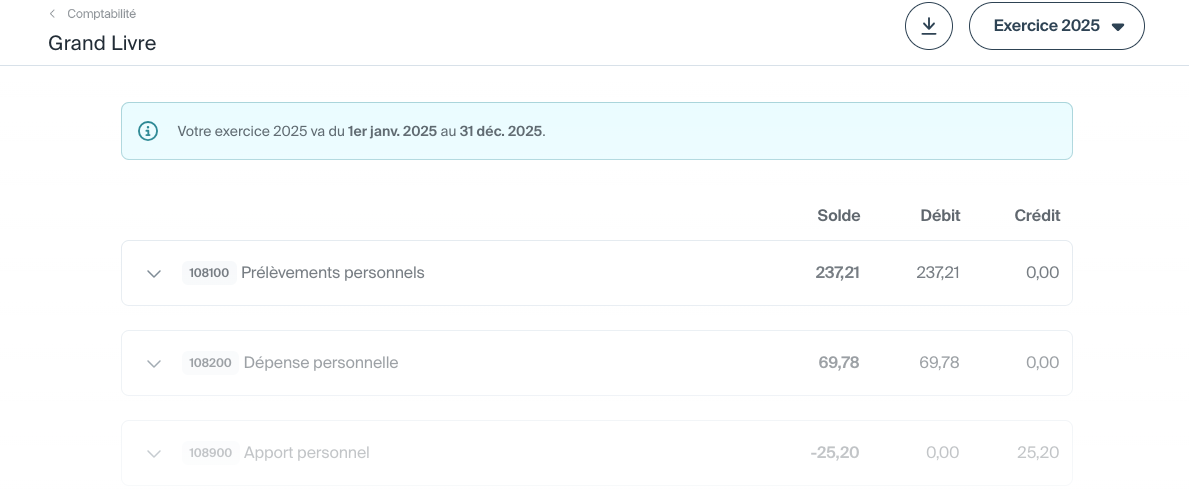 Comptabilité
Grand Livre
Exercice 2025
Votre exercice 2025 va du 1er janv. 2025 au 31 déc. 2025.
Solde Débit Crédit
108100 Prélèvements personnels 237,21 237,21 0,00
108200 Dépense personnelle 69,78 69,78 0,00
108900 Apport personnel -25,20 0,00 25,20